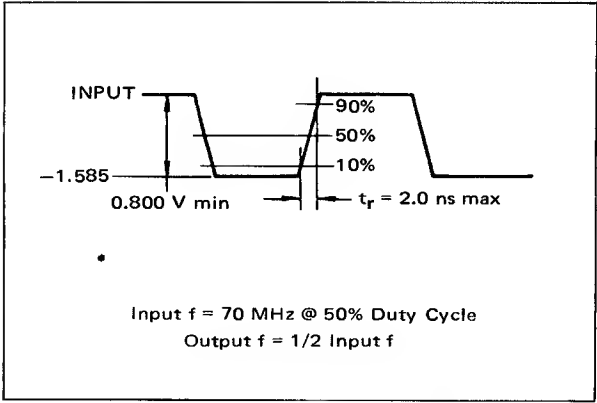 INPUT
90%
50%
10%
−1.585
0.800 V min
tr = 2.0 ns max
Input f = 70 MHz @ 50% Duty Cycle
Output f = 1/2 Input f